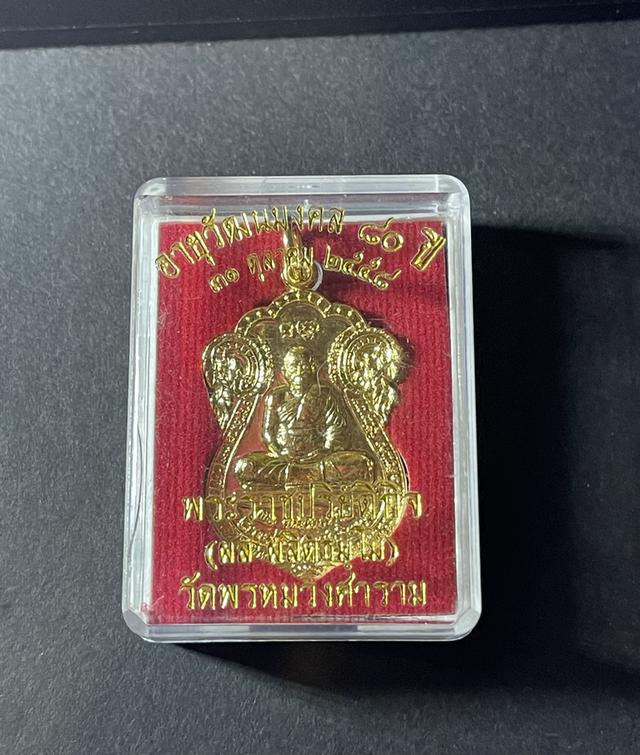 อายุวัฒนมงคล ๘๐ ปี
๓๑ ตุลาคม ๒๕๕๘
พระราชปริยัติกิจ
วัดพรหมวงศาราม